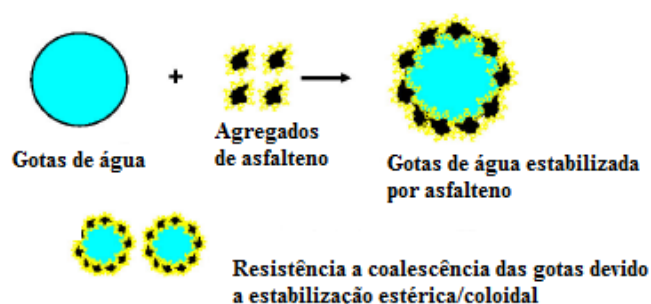 +
Gotas de água
Agregados
de asfalteno
Gotas de água estabilizada
por asfalteno
Resistência a coalescência das gotas devido
a estabilização estérica/coloidal